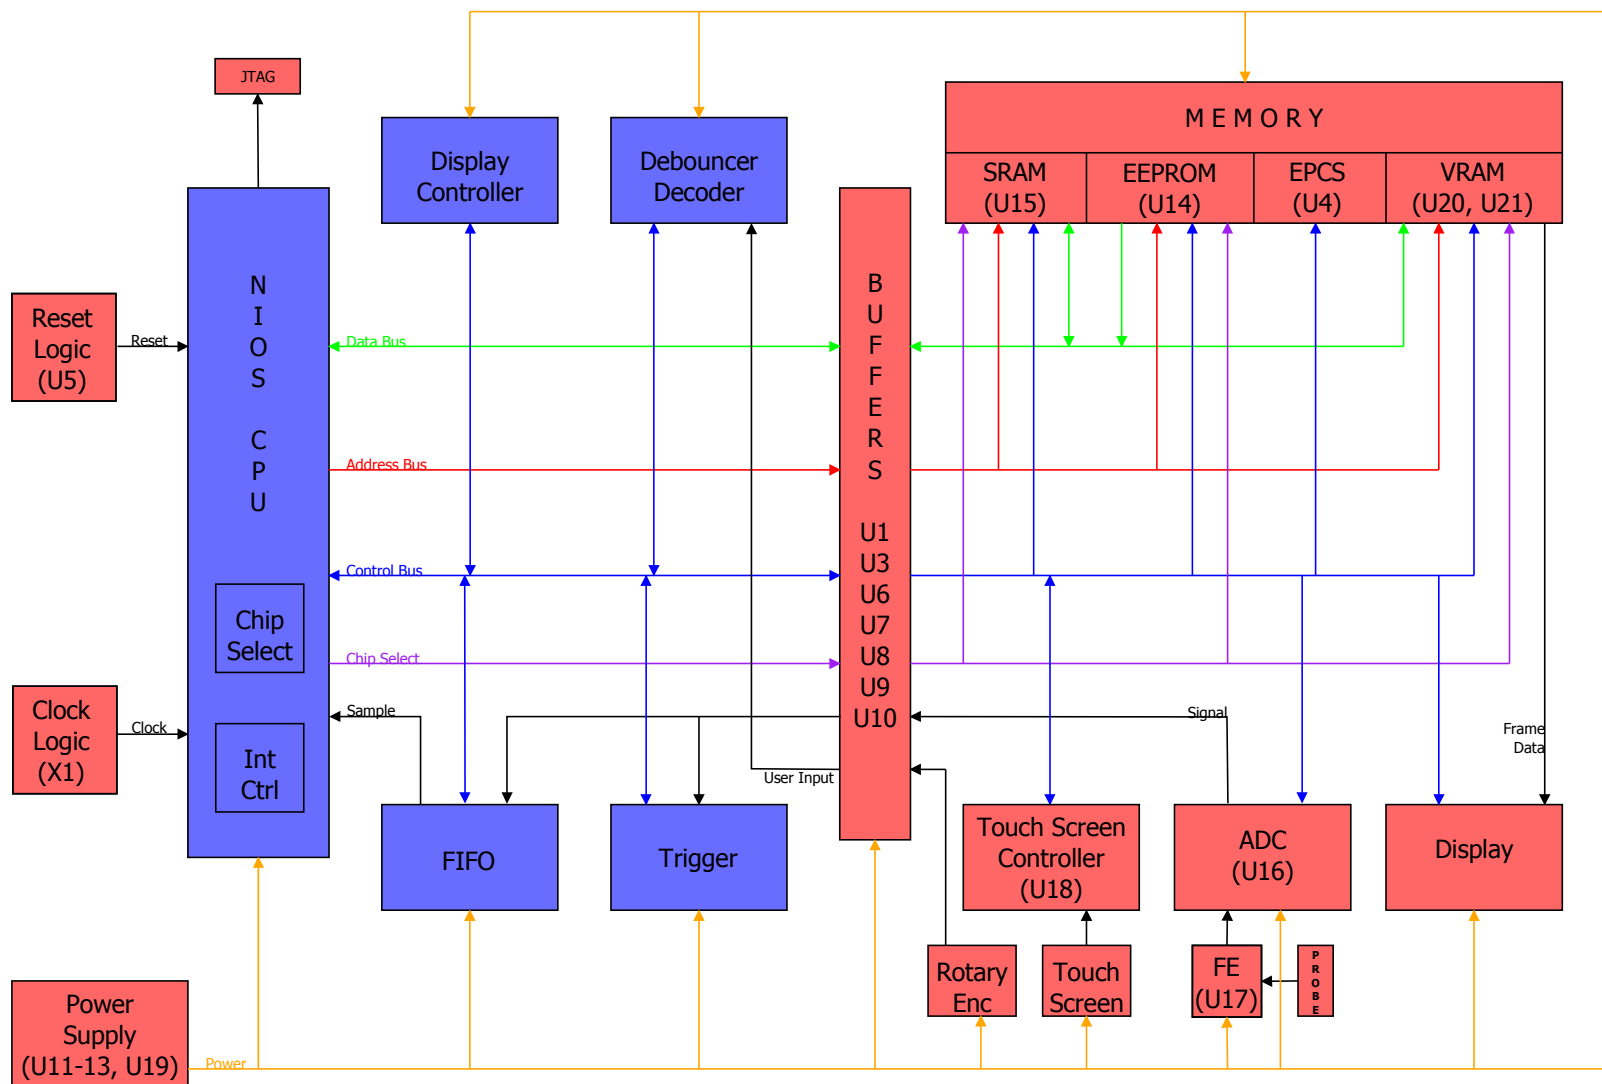 JTAG
Display
Controller
Debouncer
Decoder
M E M O R Y
SRAM
(U15)
EEPROM
(U14)
EPCS
(U4)
VRAM
(U20, U21)
N
I
O
S
C
P
U
Chip
Select
Int
Ctrl
Reset
Logic
(U5)
Reset
Clock
Logic
(X1)
Clock
Data Bus
Address Bus
Control Bus
Chip Select
Sample
B
U
F
F
E
R
S
U1
U3
U6
U7
U8
U9
U10
Signal
User Input
Frame
Data
FIFO
Trigger
Touch Screen
Controller
(U18)
ADC
(U16)
Display
Rotary
Enc
Touch
Screen
FE
(U17)
P
R
O
B
E
Power
Supply
(U11-13, U19)
Power